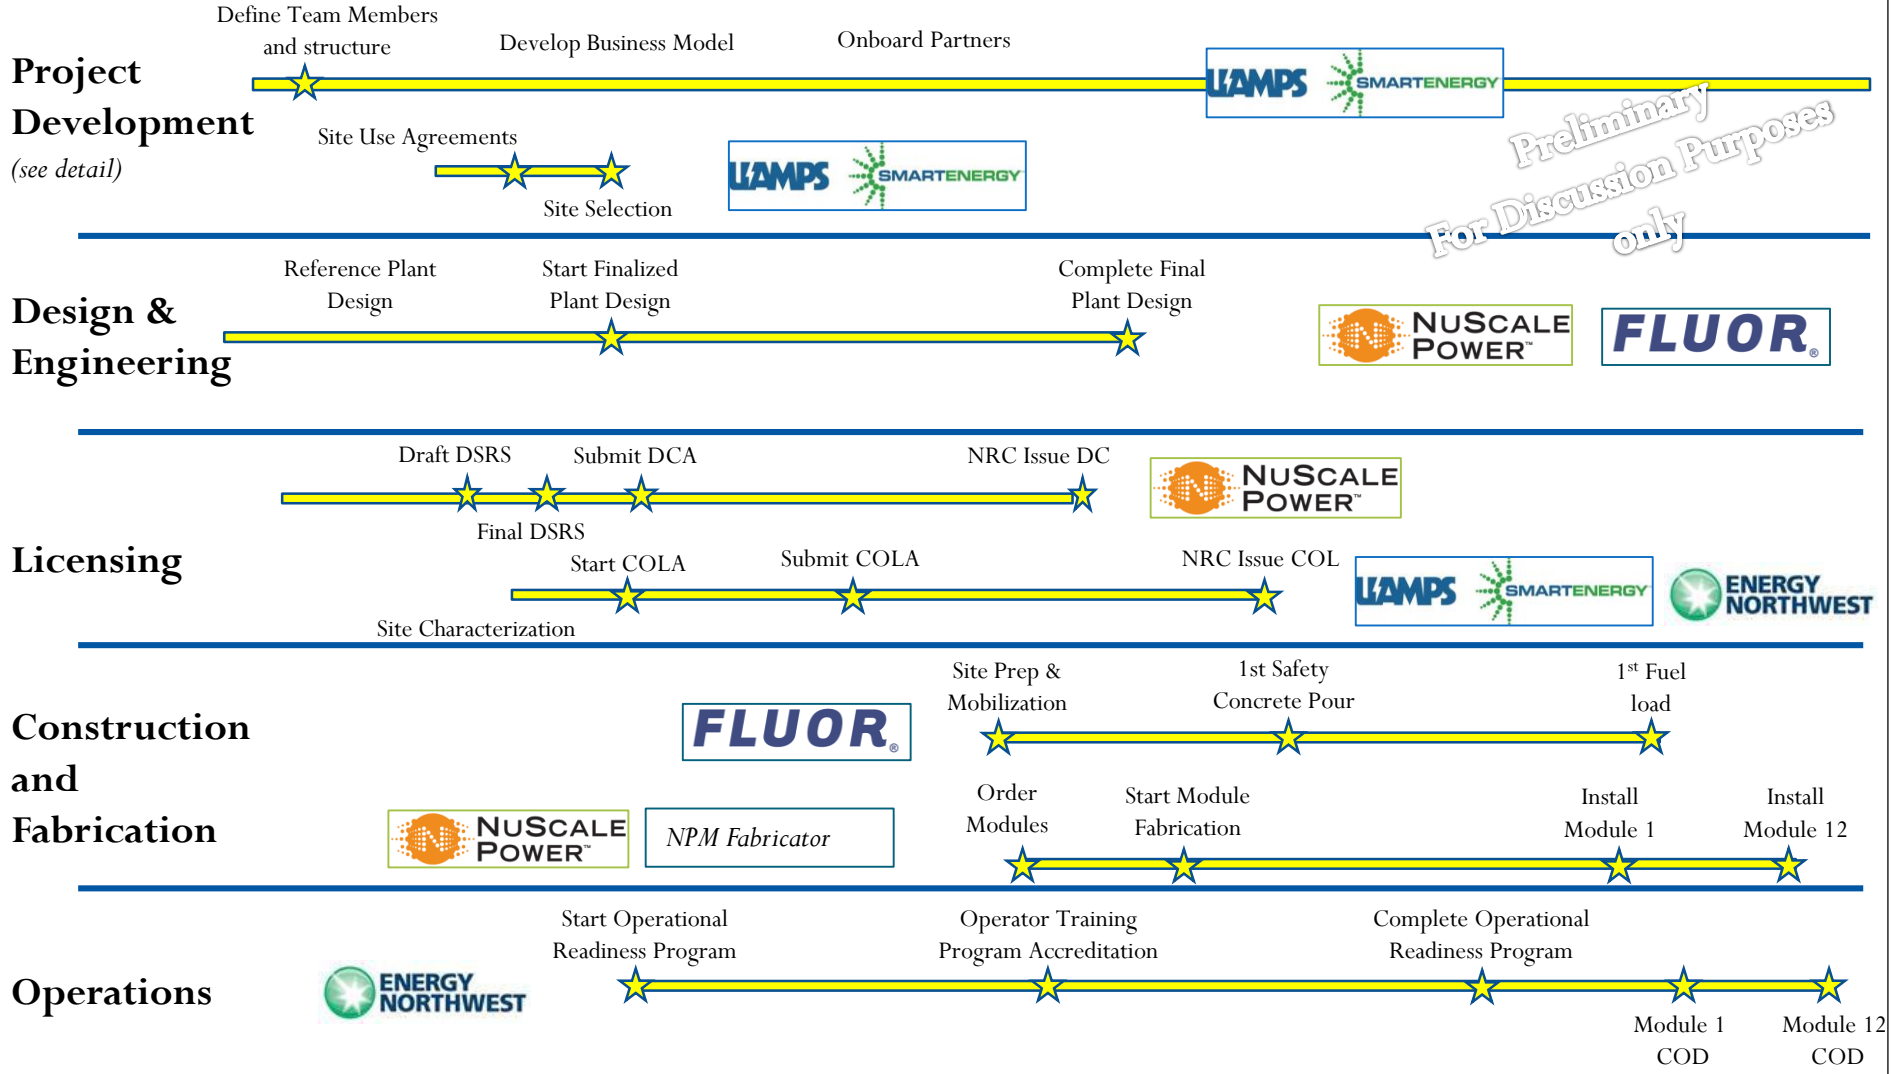 Define Team Members
and structure
Develop Business Model
Onboard Partners
Project
Development
(see detail)
UAMPS
SMARTENERGY
Site Use Agreements
UAMPS
SMARTENERGY
Site Selection
Preliminary
For Discussion Purposes
only
Design &
Engineering
Reference Plant
Design
Start Finalized
Plant Design
Complete Final
Plant Design
NUSCALE
POWER™
FLUOR®
Licensing
Draft DSRS
Submit DCA
NRC Issue DC
NUSCALE
POWER™
Final DSRS
Start COLA
Submit COLA
NRC Issue COL
UAMPS
SMARTENERGY
ENERGY
NORTHWEST
Site Characterization
Construction
and
Fabrication
FLUOR®
Site Prep &
Mobilization
1st Safety
Concrete Pour
1st Fuel
load
NUSCALE
POWER™
NPM Fabricator
Order
Modules
Start Module
Fabrication
Install
Module 1
Install
Module 12
Operations
ENERGY
NORTHWEST
Start Operational
Readiness Program
Operator Training
Program Accreditation
Complete Operational
Readiness Program
Module 1
COD
Module 12
COD